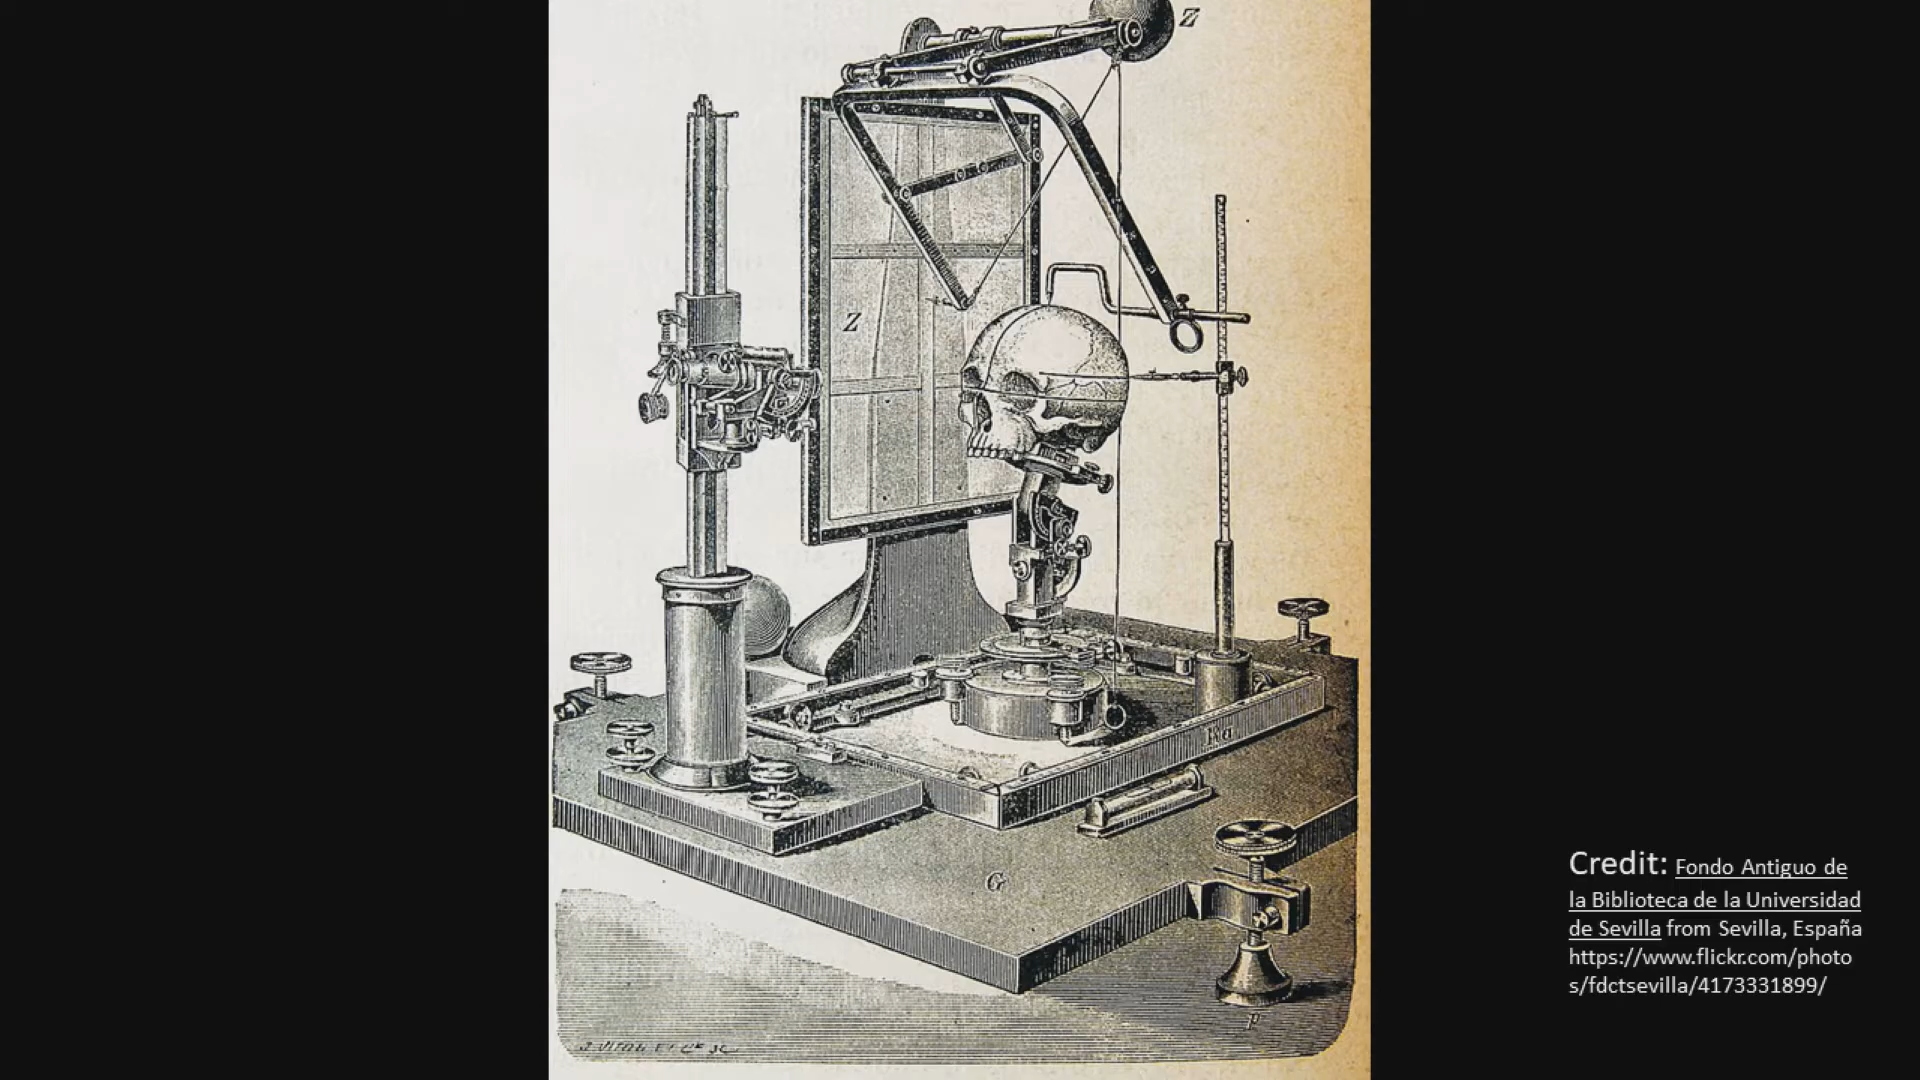 Z
Z
G
P
Credit: Fondo Antiguo de
la Biblioteca de la Universidad
de Sevilla from Sevilla, España
https://www.flickr.com/photo
s/fdctsevilla/4173331899/